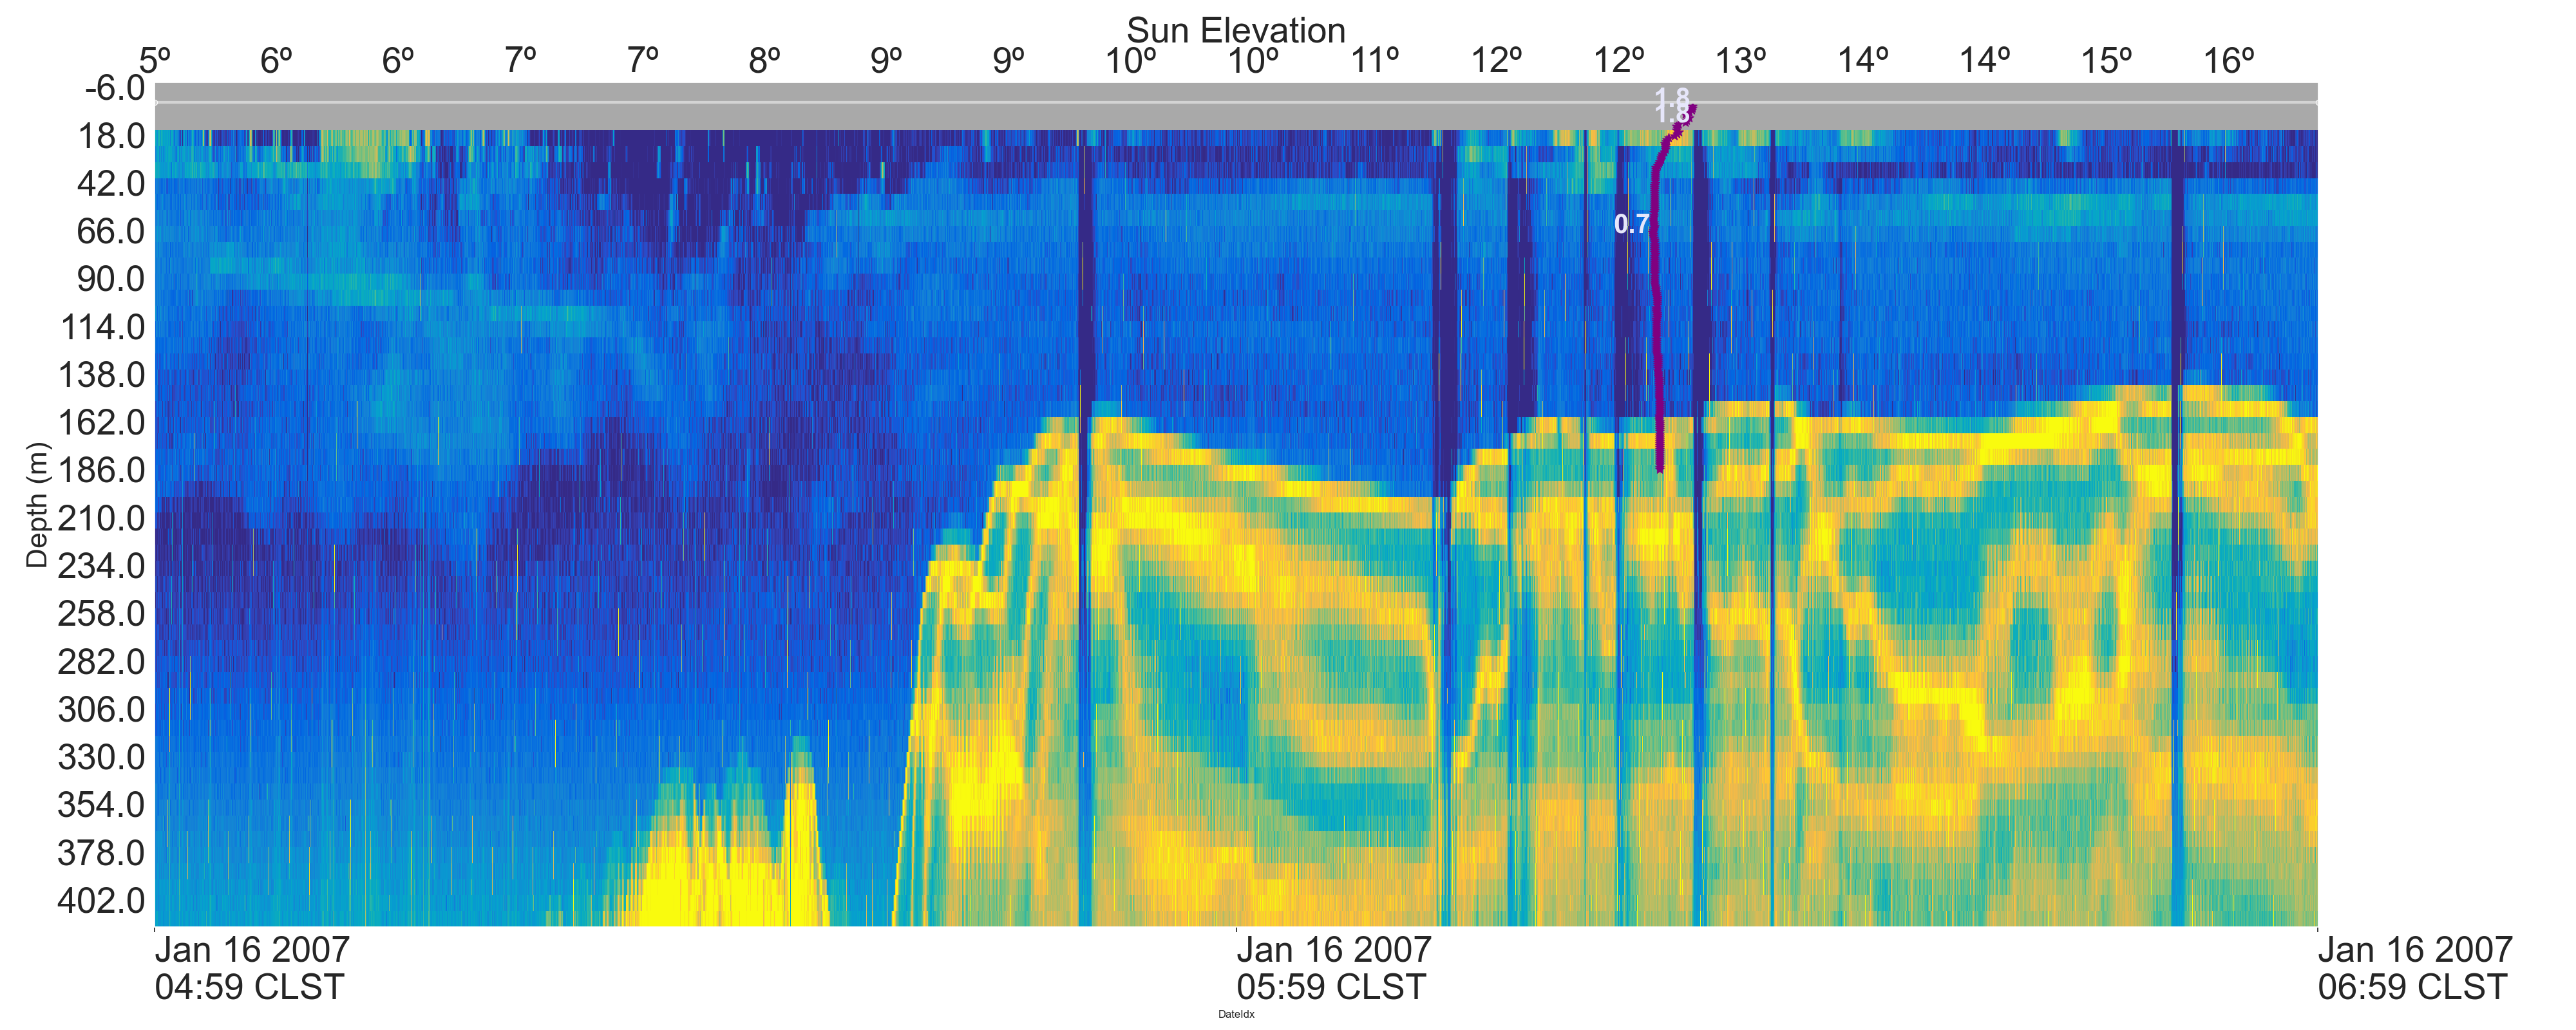 Sun Elevation
5º 6º 6º 7º 7º 8º 9º 9º 10º 10º 11º 12º 12º 13º 14º 14º 15º 16º
-6.0
18.0
42.0
66.0
90.0
114.0
138.0
162.0
186.0
210.0
234.0
258.0
282.0
306.0
330.0
354.0
378.0
402.0
Depth (m)
1.8
1.8
0.7
Jan 16 2007
04:59 CLST
Jan 16 2007
05:59 CLST
Jan 16 2007
06:59 CLST
DateIdx